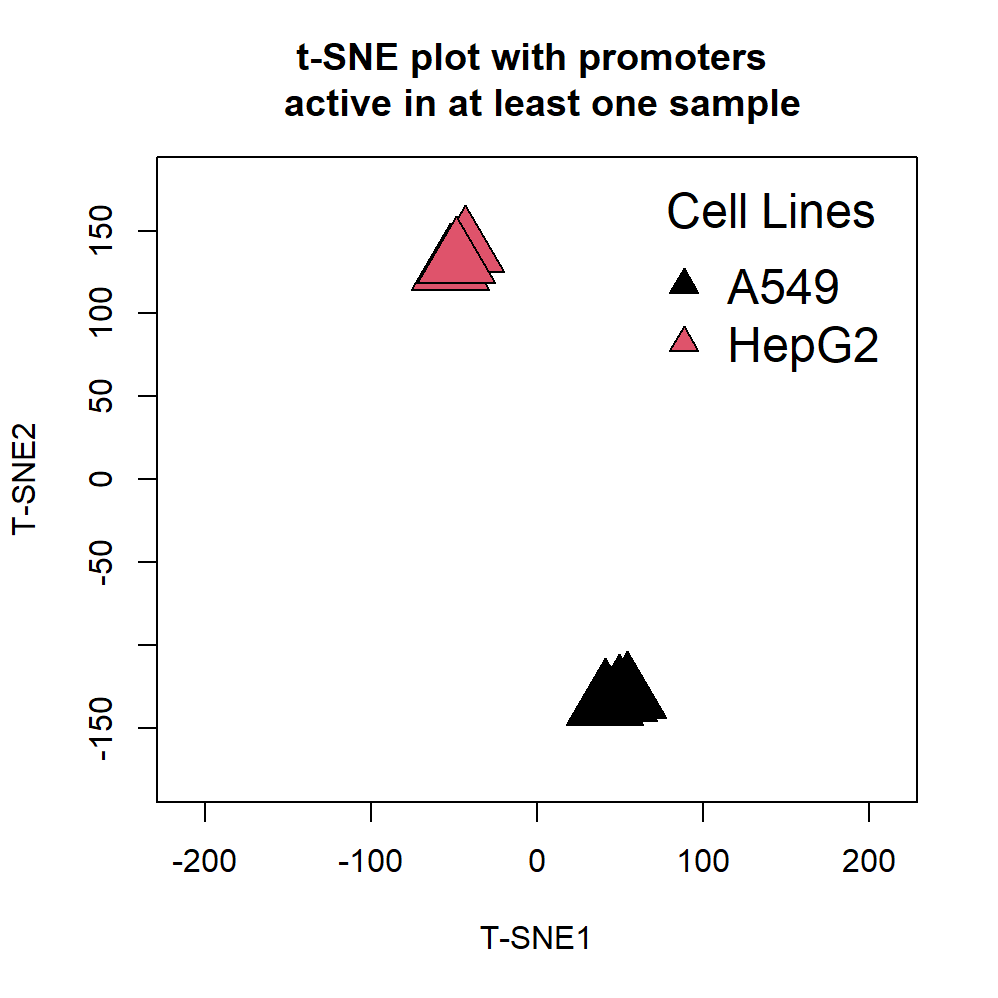 t-SNE plot with promoters
active in at least one sample
Cell Lines
A549
HepG2
T-SNE2
150
100
50
0
-50
-150
-200 -100 0 100 200
T-SNE1